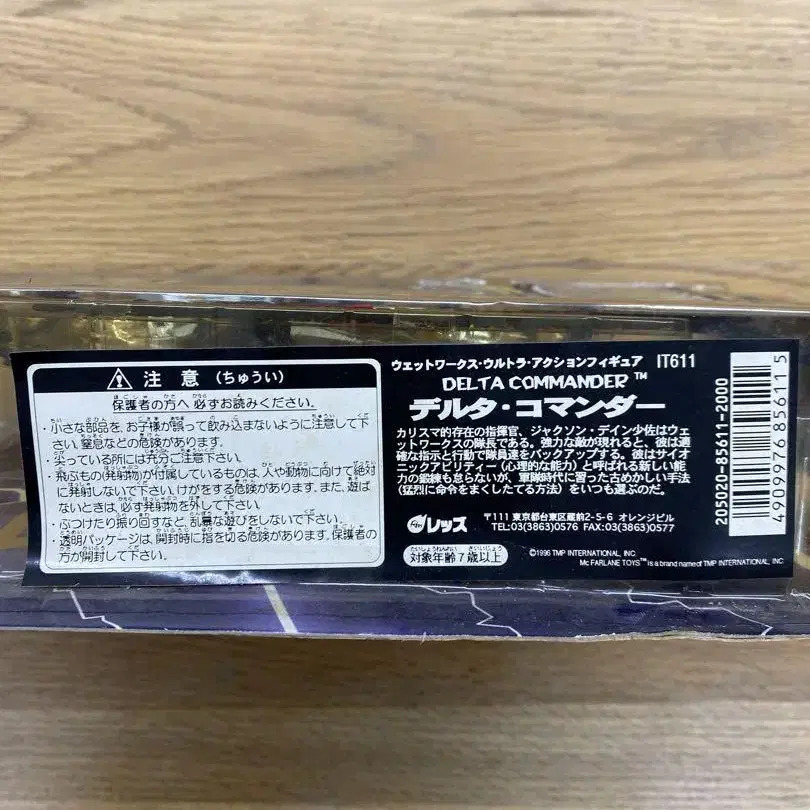 ⚠ 注意(ちゅうい)
保護者の方へ 必ずお読みください。
・小さな部品を、お子様が誤って飲み込まないように注意して下
さい。窒息などの危険があります。
・尖っている所には充分ご注意下さい。
・飛ぶもの(発射物)が付属しているものは、人や動物に向けて絶対
に発射しないで下さい。けがをする危険があります。また、遊ば
ないときは、必ず発射物を外して下さい。
・ぶつけたり振り回すなど、乱暴な遊びをしないで下さい。
・透明パッケージは、開封時に指を切る危険があります。保護者の
方が開封して下さい。
ウェットワークス・ウルトラ・アクションフィギュア IT611
DELTA COMMANDER™
デルタ・コマンダー
カリスマ的存在の指揮官、ジャクソン・デイン少佐はウェ
ットワークスの隊長である。強力な敵が現れると、彼は適
確な指示と行動で隊員達をバックアップする。彼はサイオ
ニックアビリティー(心理的な能力)と呼ばれる新しい能
力の鍛練も怠らないが、軍隊時代に習った古めかしい手法
(猛烈に命令をまくしたてる方法)をいつも選ぶのだ。
レッズ
〒111 東京都台東区蔵前2-5-6 オレンジビル
TEL:03(3863)0576 FAX:03(3863)0577
たいしょうねんれい さいいじょう
対象年齢7歳以上
©1996 TMP INTERNATIONAL, INC.
Mc FARLANE TOYS™ is a brand name of TMP INTERNATIONAL, INC.
205020-85611-2000
4909976856115